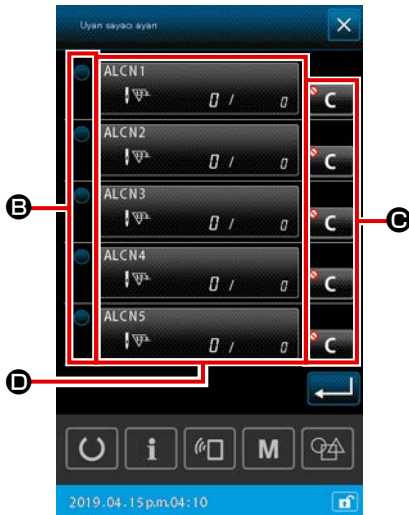 Uyarı sayacı ayarı
ALCN1
0 / 0
C
ALCN2
0 / 0
C
ALCN3
0 / 0
C
ALCN4
0 / 0
C
ALCN5
0 / 0
C
B
C
D
i
M
2019.04.15p.m.04:10